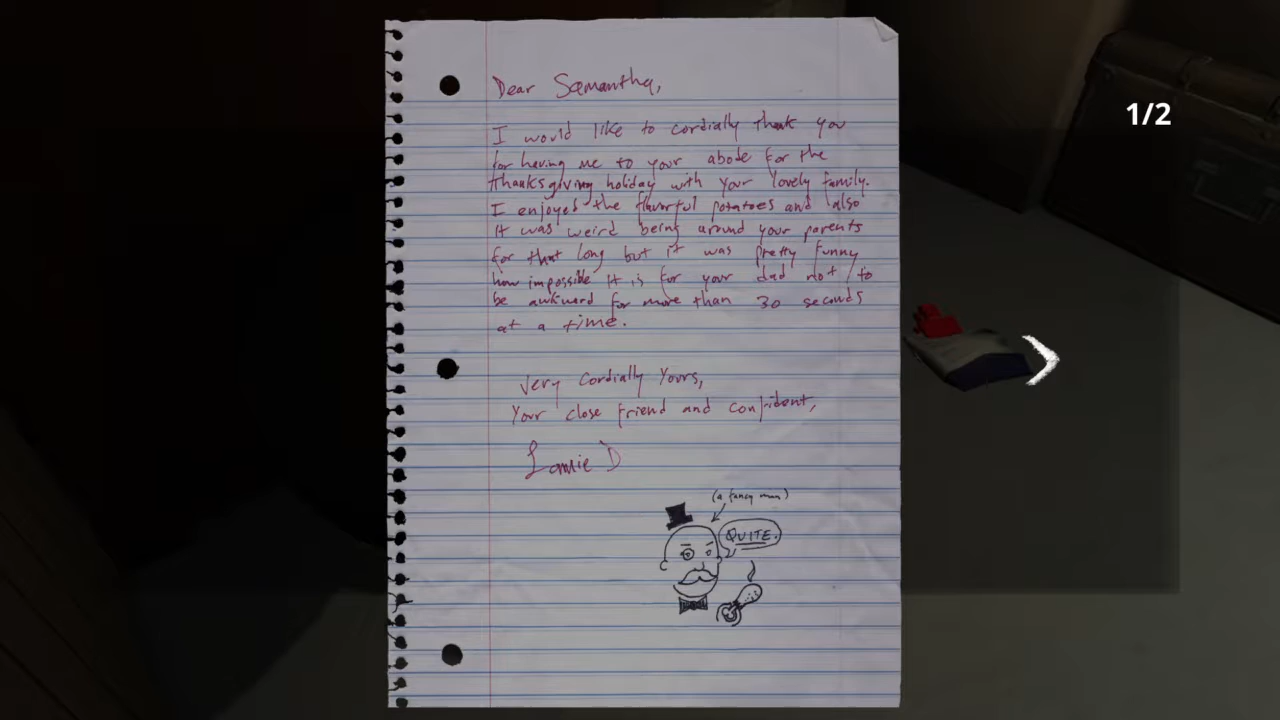 1/2
Dear Samantha,
I would like to cordially thank you
for having me to your abode for the
thanksgiving holiday with your lovely family.
I enjoyed the flavorful potatoes and also
it was weird being around your parents
for that long but it was pretty funny
how impossible it is for your dad not to
be awkward for more than 30 seconds
at a time.
Very Cordially Yours,
Your close friend and confident,
Lonnie D
(a fancy man)
QUITE.